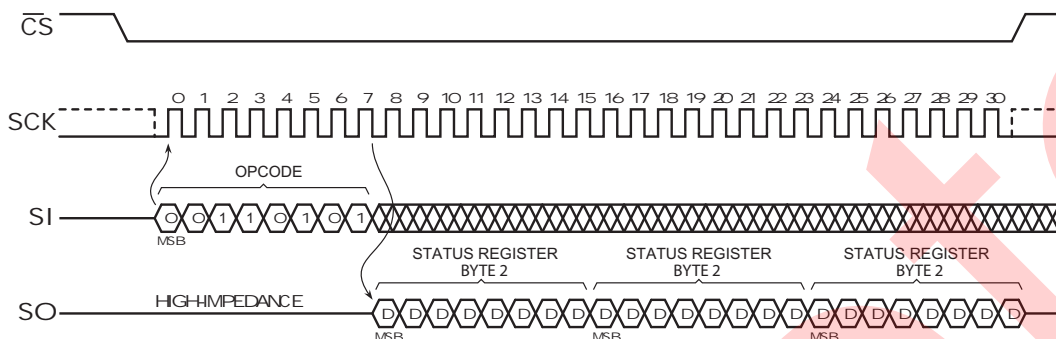 CS
SCK
0 1 2 3 4 5 6 7 8 9 10 11 12 13 14 15 16 17 18 19 20 21 22 23 24 25 26 27 28 29 30
OPCODE
SI
0 0 1 1 0 1 0 1
MSB
STATUS REGISTER
BYTE 2
STATUS REGISTER
BYTE 2
STATUS REGISTER
BYTE 2
SO
HIGH-IMPEDANCE
D D D D D D D D D D D D D D D D D D D D D D D D
MSB
MSB
MSB